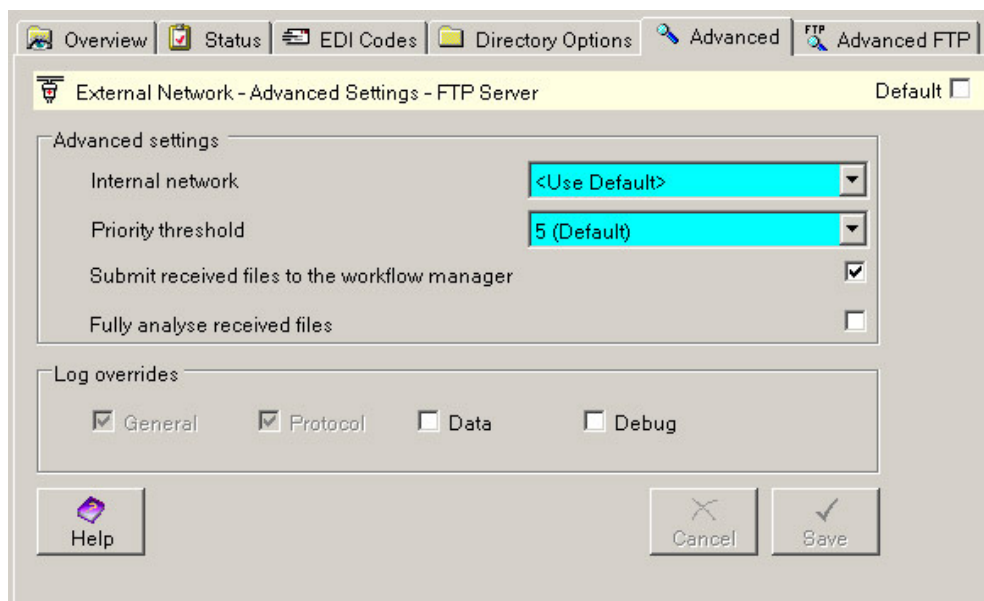 Overview Status EDI Codes Directory Options Advanced FTP Advanced FTP
External Network - Advanced Settings - FTP Server Default
Advanced settings
Internal network <Use Default>
Priority threshold 5 (Default)
Submit received files to the workflow manager
Fully analyse received files
Log overrides
General Protocol Data Debug
Help Cancel Save